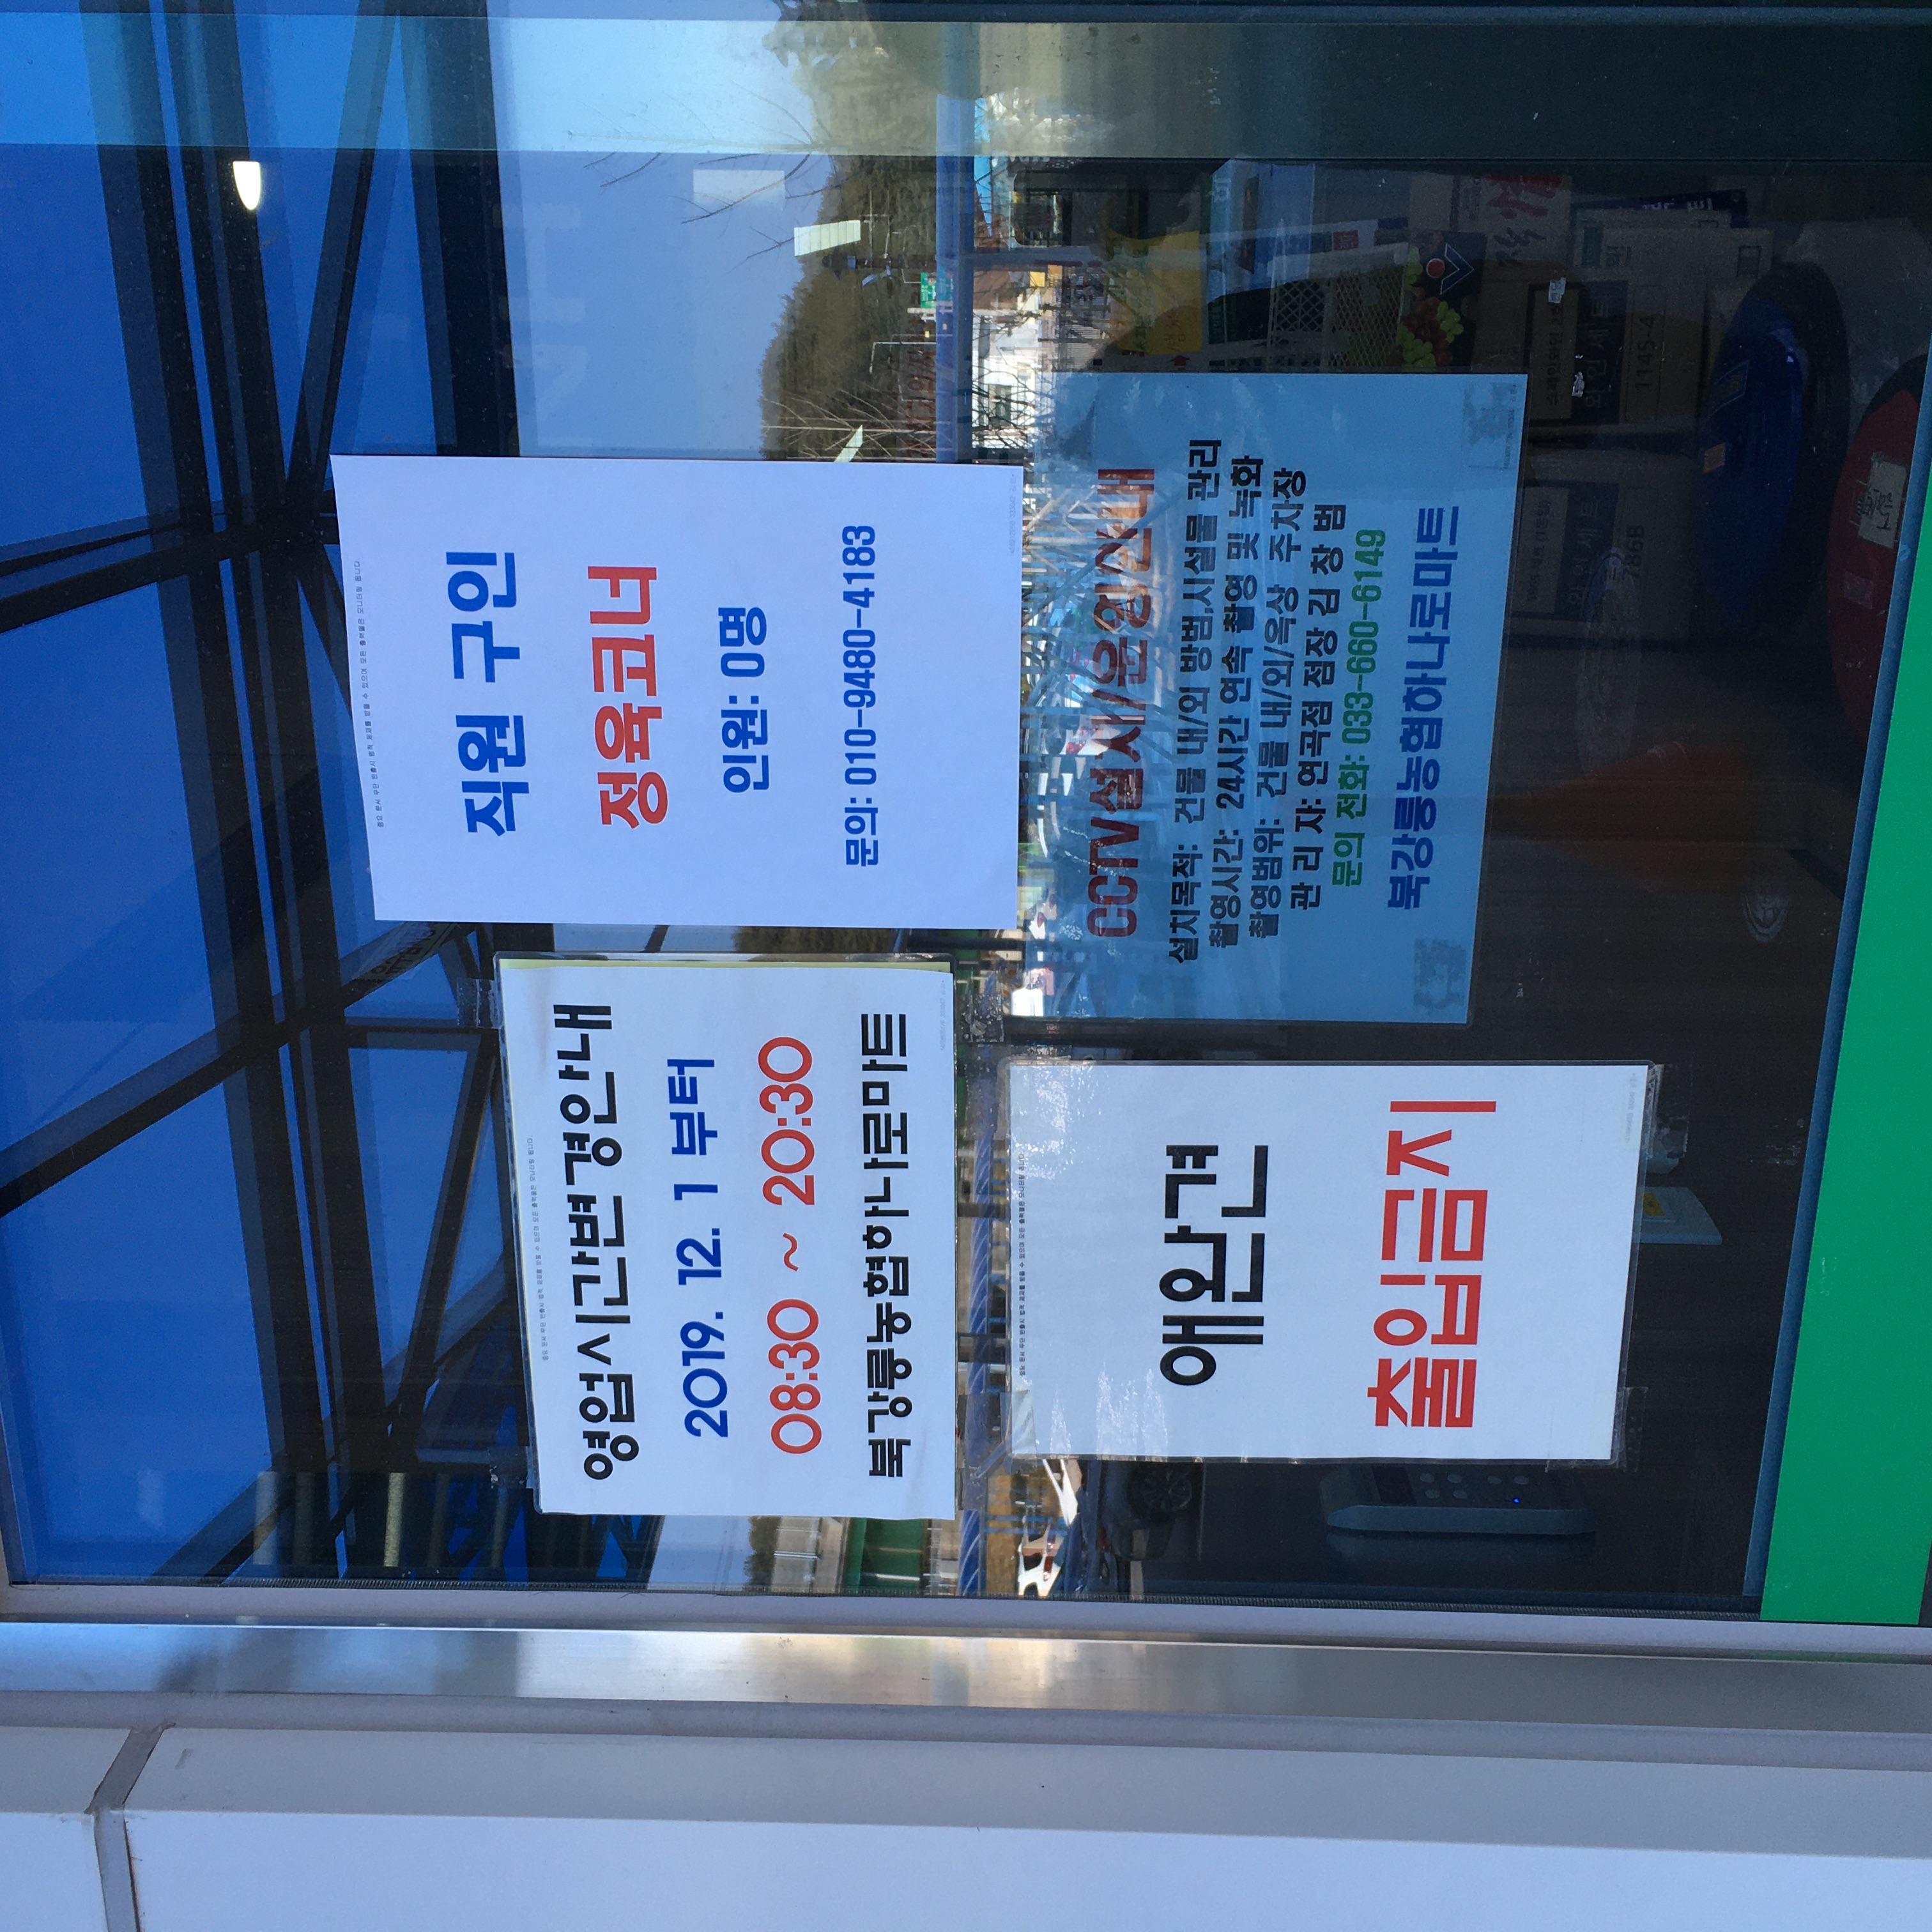 영업시간변경안내
2019. 12. 1 부터
08:30 ~ 20:30
북강릉농협하나로마트
직원 구인
정육코너
인원: 0명
문의: 010-9480-4183
애완견
출입금지
CCTV설치/운영안내
설치목적: 건물 내/외 방범,시설물 관리
촬영시간: 24시간 연속 촬영 및 녹화
촬영범위: 건물 내/외/옥상 주차장
관 리 자: 연곡점 점장 김 창 범
문의 전화: 033-660-6149
북강릉농협하나로마트